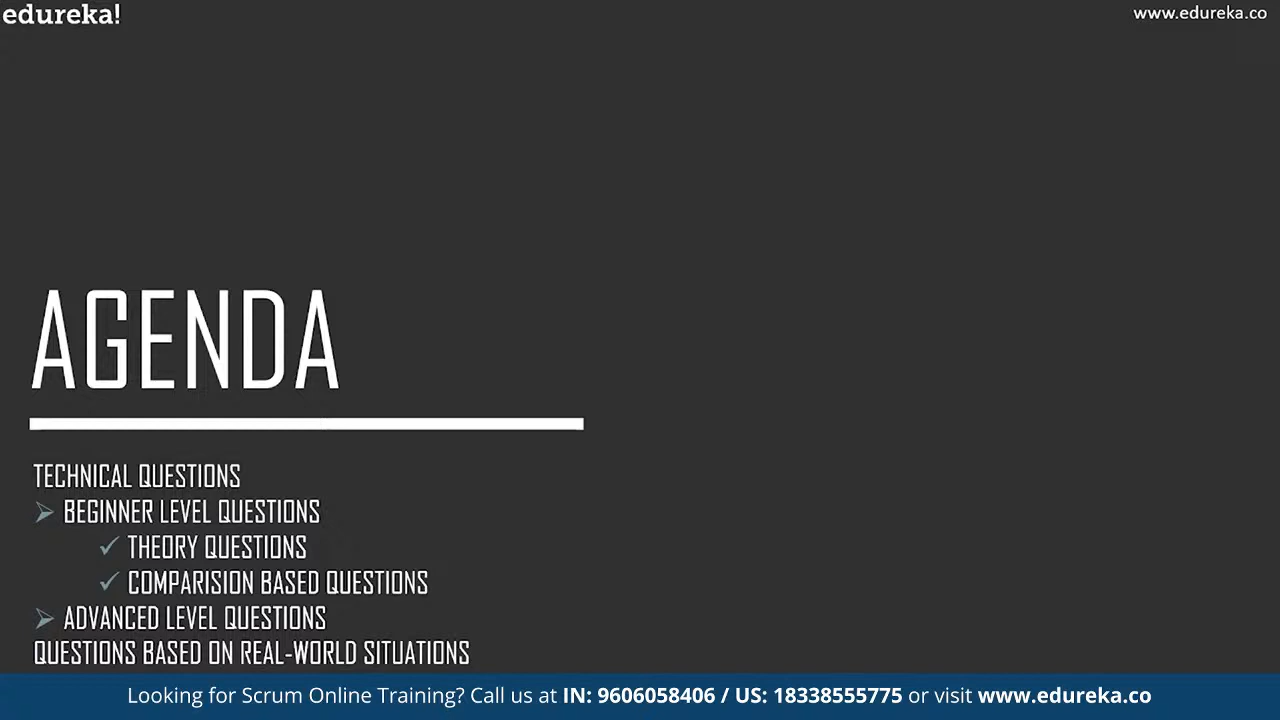 edureka!
www.edureka.co
AGENDA
TECHNICAL QUESTIONS
BEGINNER LEVEL QUESTIONS
THEORY QUESTIONS
COMPARISION BASED QUESTIONS
ADVANCED LEVEL QUESTIONS
QUESTIONS BASED ON REAL-WORLD SITUATIONS
Looking for Scrum Online Training? Call us at IN: 9606058406 / US: 18338555775 or visit www.edureka.co